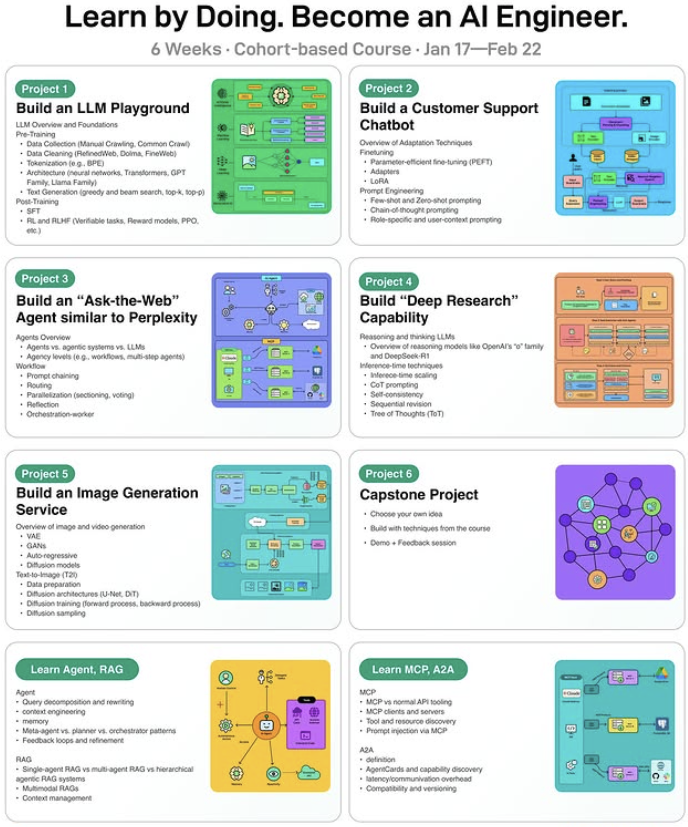 Learn by Doing. Become an AI Engineer.
6 Weeks · Cohort-based Course · Jan 17—Feb 22
Project 1
Build an LLM Playground
LLM Overview and Foundations
Pre-Training
• Data Collection (Manual Crawling, Common Crawl)
• Data Cleaning (RefinedWeb, Dolma, FineWeb)
• Tokenization (e.g., BPE)
• Architecture (neural networks, Transformers, GPT
Family, Llama Family)
• Text Generation (greedy and beam search, top-k, top-p)
Post-Training
• SFT
• RL and RLHF (Verifiable tasks, Reward models, PPO,
etc.)
Project 2
Build a Customer Support
Chatbot
Overview of Adaptation Techniques
Finetuning
• Parameter-efficient fine-tuning (PEFT)
• Adapters
• LoRA
Prompt Engineering
• Few-shot and Zero-shot prompting
• Chain-of-thought prompting
• Role-specific and user-context prompting
Project 3
Build an “Ask-the-Web”
Agent similar to Perplexity
Agents Overview
• Agents vs. agentic systems vs. LLMs
• Agency levels (e.g., workflows, multi-step agents)
Workflow
• Prompt chaining
• Routing
• Parallelization (sectioning, voting)
• Reflection
• Orchestration-worker
Project 4
Build “Deep Research”
Capability
Reasoning and thinking LLMs
• Overview of reasoning models like OpenAI's “o” family
and DeepSeek-R1
Inference-time techniques
• Inferece-time scaling
• CoT prompting
• Self-consistency
• Sequential revision
• Tree of Thoughts (ToT)
Project 5
Build an Image Generation
Service
Overview of image and video generation
• VAE
• GANs
• Auto-regressive
• Diffusion models
Text-to-Image (T2I)
• Data preparation
• Diffusion architectures (U-Net, DiT)
• Diffusion training (forward process, backward process)
• Diffusion sampling
Project 6
Capstone Project
• Choose your own idea
• Build with techniques from the course
• Demo + Feedback session
Learn Agent, RAG
Agent
• Query decomposition and rewriting
• context engineering
• memory
• Meta-agent vs. planner vs. orchestrator patterns
• Feedback loops and refinement
RAG
• Single-agent RAG vs multi-agent RAG vs hierarchical
agentic RAG systems
• Multimodal RAGs
• Context management
Learn MCP, A2A
MCP
• MCP vs normal API tooling
• MCP clients and servers
• Tool and resource discovery
• Prompt injection via MCP
A2A
• definition
• AgentCards and capability discovery
• latency/communication overhead
• Compatibility and versioning